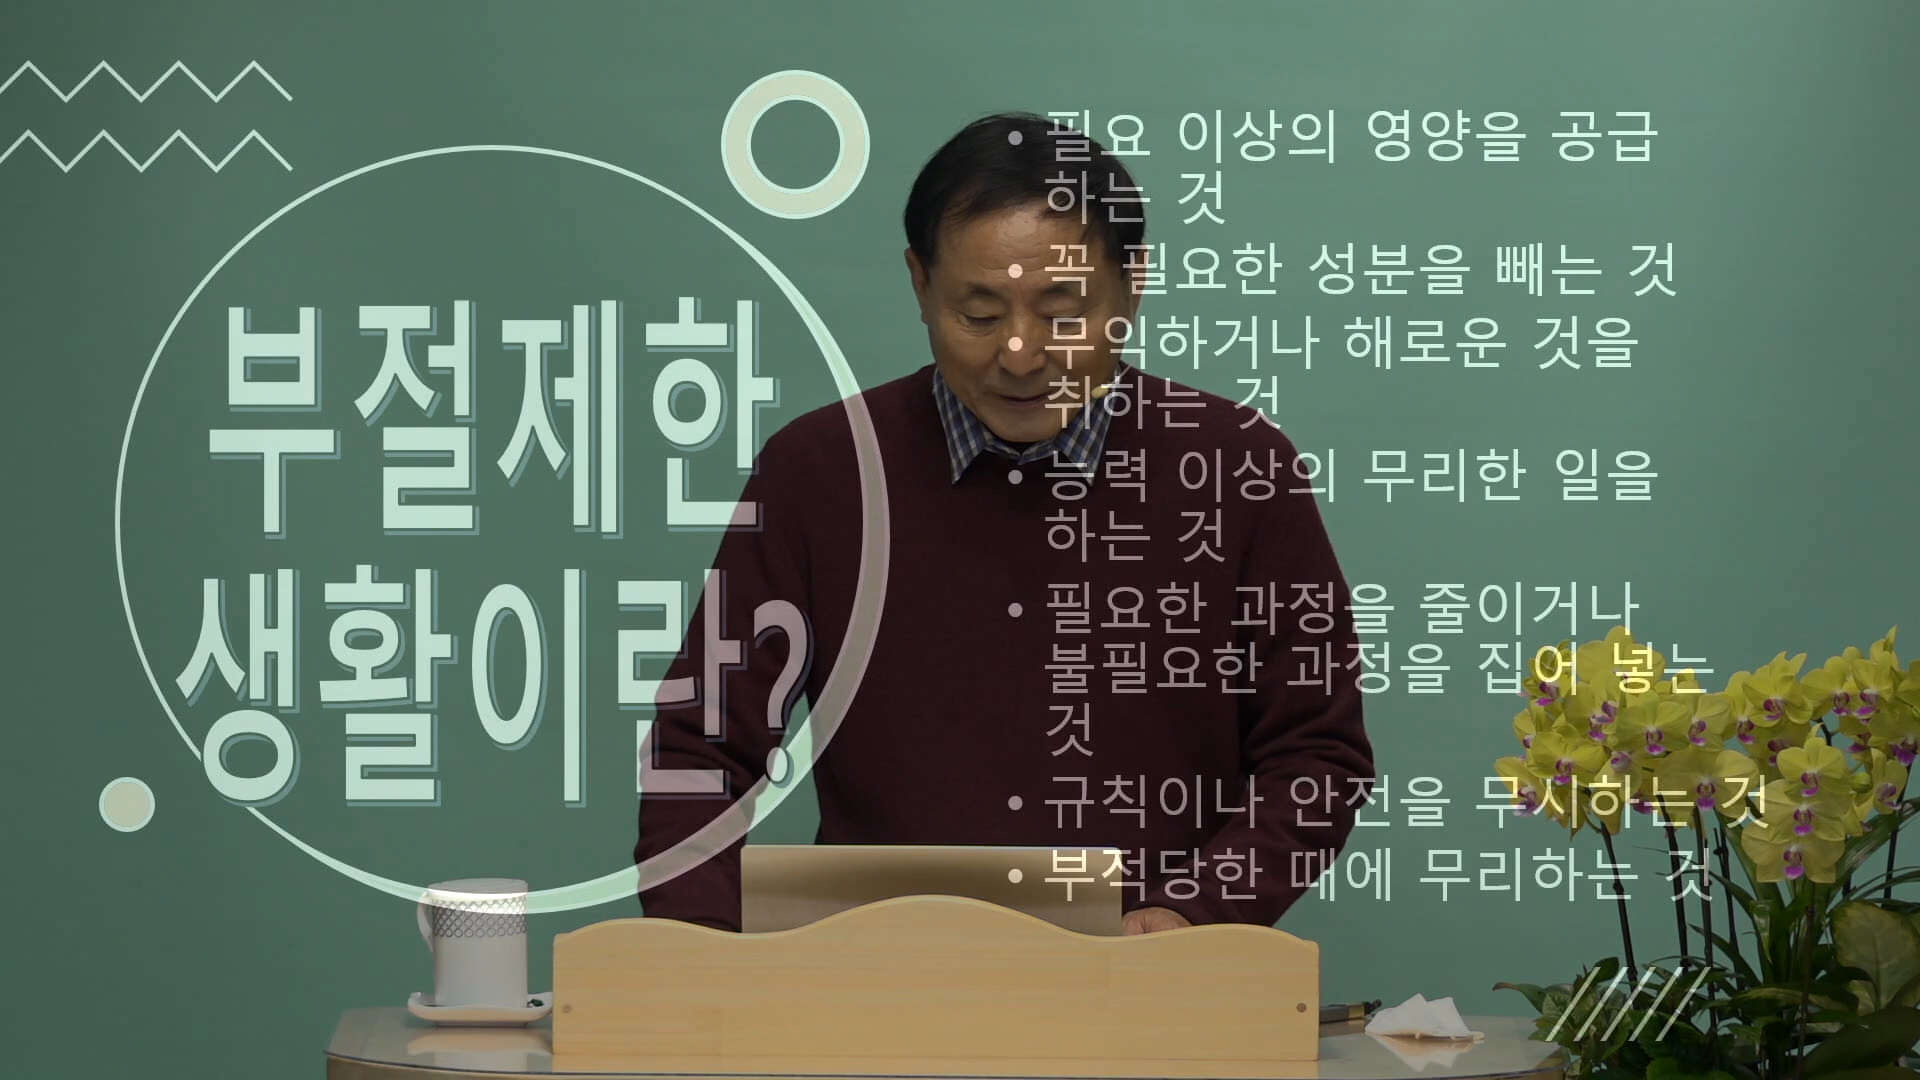 부절제한
생활이란?
• 필요 이상의 영양을 공급
하는 것
• 꼭 필요한 성분을 빼는 것
• 무익하거나 해로운 것을
취하는 것
• 능력 이상의 무리한 일을
하는 것
• 필요한 과정을 줄이거나
불필요한 과정을 집어 넣는
것
• 규칙이나 안전을 무시하는 것
• 부적당한 때에 무리하는 것